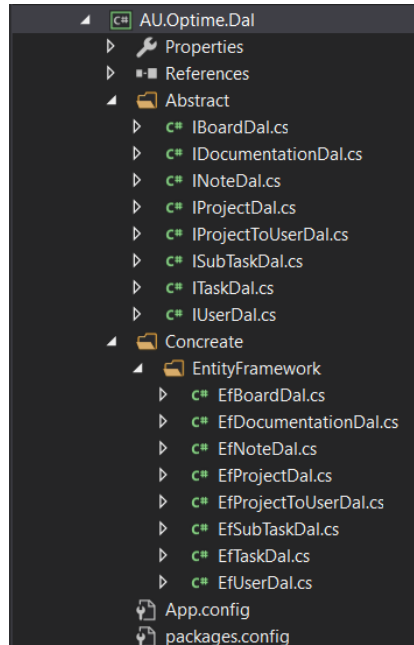 C# AU.Optime.Dal
Properties
References
Abstract
C# IBoardDal.cs
C# IDocumentationDal.cs
C# INoteDal.cs
C# IProjectDal.cs
C# IProjectToUserDal.cs
C# ISubTaskDal.cs
C# ITaskDal.cs
C# IUserDal.cs
Concreate
EntityFramework
C# EfBoardDal.cs
C# EfDocumentationDal.cs
C# EfNoteDal.cs
C# EfProjectDal.cs
C# EfProjectToUserDal.cs
C# EfSubTaskDal.cs
C# EfTaskDal.cs
C# EfUserDal.cs
App.config
packages.config